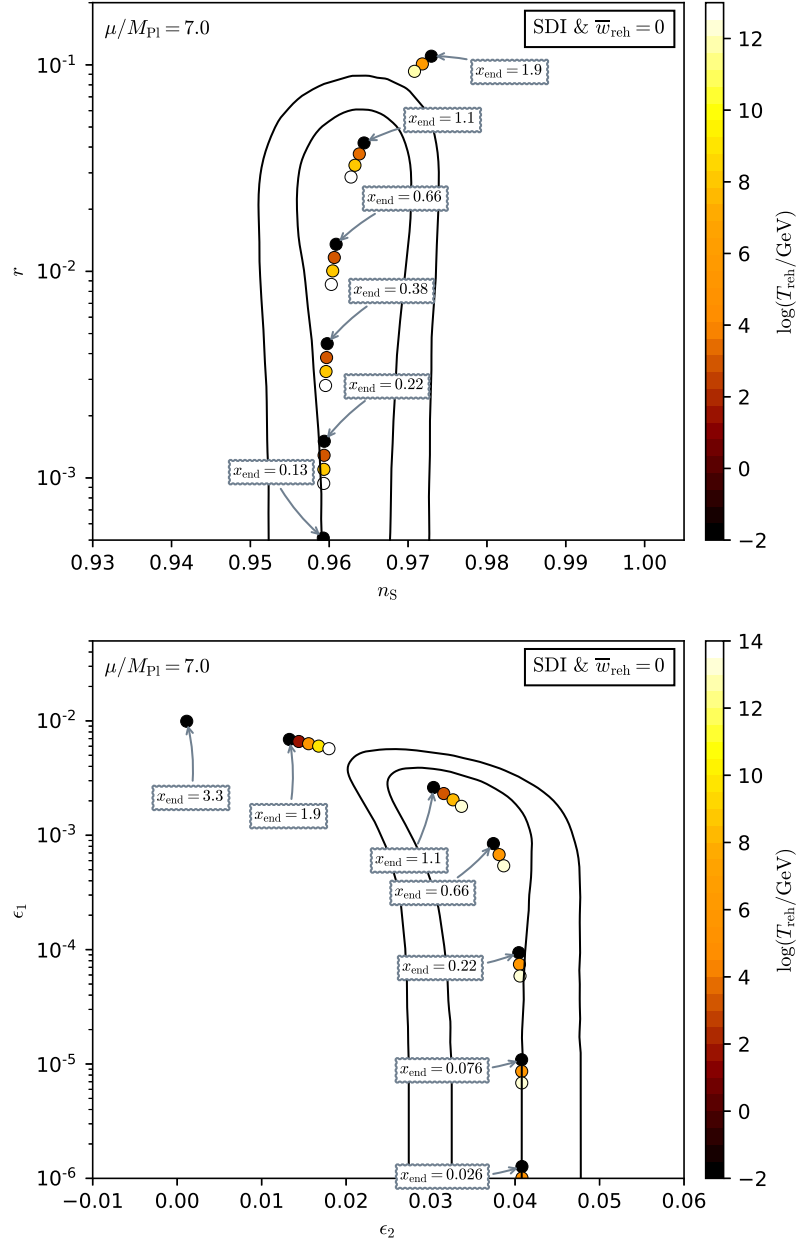 μ/M_Pl = 7.0
SDI & w̅_reh = 0
x_end = 1.9
x_end = 1.1
x_end = 0.66
x_end = 0.38
x_end = 0.22
x_end = 0.13
10⁻¹
10⁻²
10⁻³
r
0.93 0.94 0.95 0.96 0.97 0.98 0.99 1.00
n_S
12
10
8
6
4
2
0
−2
log(T_reh/GeV)
μ/M_Pl = 7.0
SDI & w̅_reh = 0
x_end = 3.3
x_end = 1.9
x_end = 1.1
x_end = 0.66
x_end = 0.22
x_end = 0.076
x_end = 0.026
10⁻²
10⁻³
10⁻⁴
10⁻⁵
10⁻⁶
ϵ₁
−0.01 0.00 0.01 0.02 0.03 0.04 0.05 0.06
ϵ₂
14
12
10
8
6
4
2
0
−2
log(T_reh/GeV)